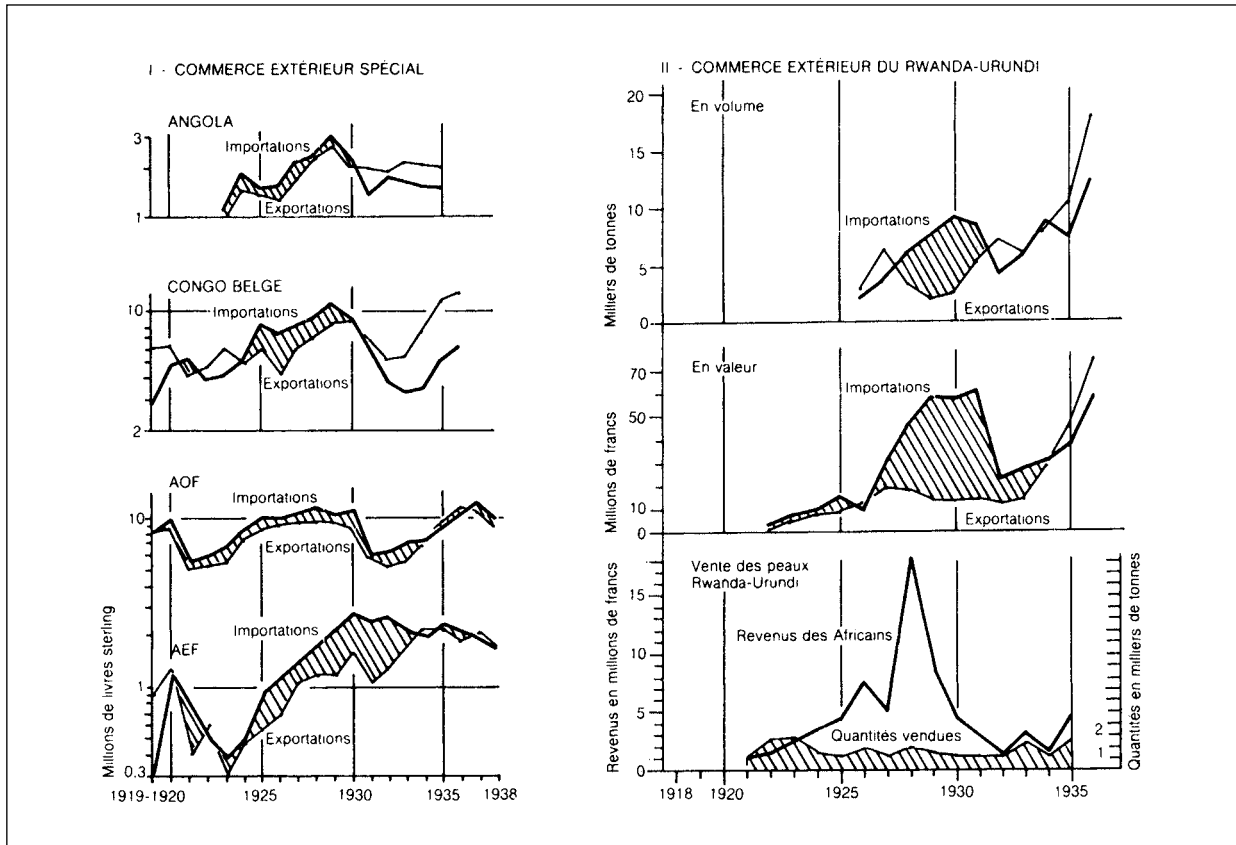 I - COMMERCE EXTÉRIEUR SPÉCIAL
ANGOLA
3
Importations
Exportations
1
CONGO BELGE
10
Importations
Exportations
2
AOF
Importations
10
Exportations
AEF
Importations
1
Exportations
0.3
Millions de livres sterling
1919-1920 1925 1930 1935 1938
II - COMMERCE EXTÉRIEUR DU RWANDA-URUNDI
En volume
20
15
10
5
0
Milliers de tonnes
Importations
Exportations
En valeur
70
50
10
0
Millions de francs
Importations
Exportations
Vente des peaux
Rwanda-Urundi
15
10
5
0
Revenus en millions de francs
Revenus des Africains
Quantités vendues
2
1
Quantités en milliers de tonnes
1918 1920 1925 1930 1935